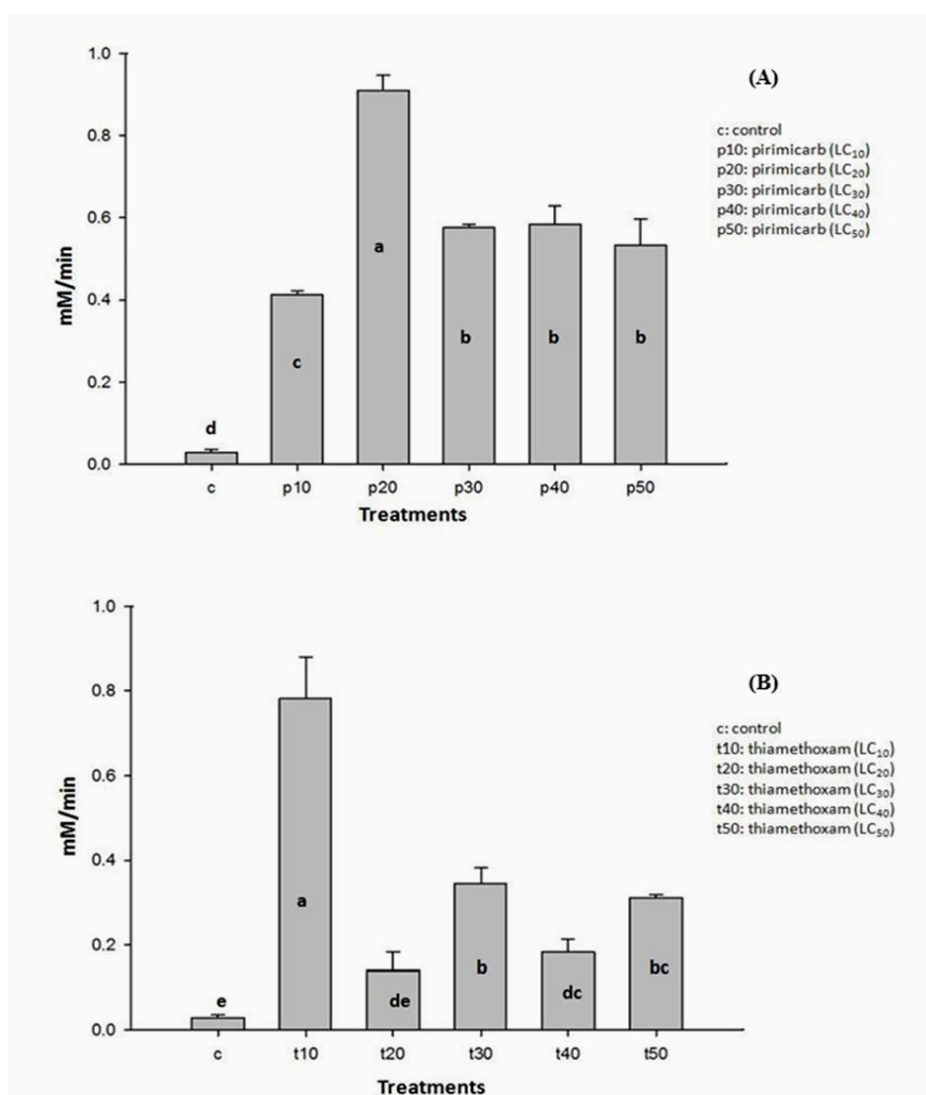 (A)
1.0
0.8
0.6
0.4
0.2
0.0
mM/min
d
c
a
b
b
b
c: control
p10: pirimicarb (LC10)
p20: pirimicarb (LC20)
p30: pirimicarb (LC30)
p40: pirimicarb (LC40)
p50: pirimicarb (LC50)
c p10 p20 p30 p40 p50
Treatments
(B)
1.0
0.8
0.6
0.4
0.2
0.0
mM/min
e
a
de
b
dc
bc
c: control
t10: thiamethoxam (LC10)
t20: thiamethoxam (LC20)
t30: thiamethoxam (LC30)
t40: thiamethoxam (LC40)
t50: thiamethoxam (LC50)
c t10 t20 t30 t40 t50
Treatments